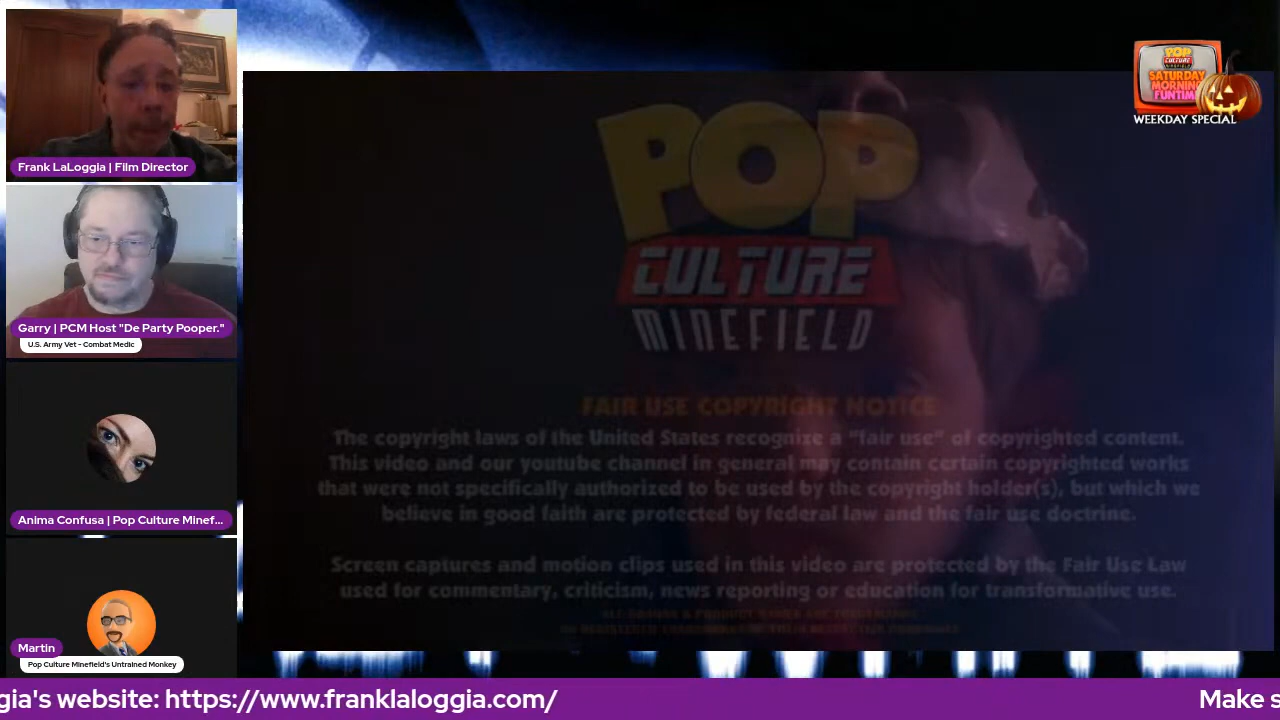 Frank LaLoggia | Film Director
Garry | PCM Host "De Party Pooper."
U.S. Army Vet - Combat Medic
Anima Confusa | Pop Culture Minef...
Martin
Pop Culture Minefield's Untrained Monkey
POP
CULTURE
MINEFIELD
SATURDAY
MORNING
FUNTIM
WEEKDAY SPECIAL
POP
CULTURE
MINEFIELD
FAIR USE COPYRIGHT NOTICE
The copyright laws of the United States recognize a "fair use" of copyrighted content.
This video and our youtube channel in general may contain certain copyrighted works
that were not specifically authorized to be used by the copyright holder(s), but which we
believe in good faith are protected by federal law and the fair use doctrine.
Screen captures and motion clips used in this video are protected by the Fair Use Law
used for commentary, criticism, news reporting or education for transformative use.
gia's website: https://www.franklaloggia.com/
Make s